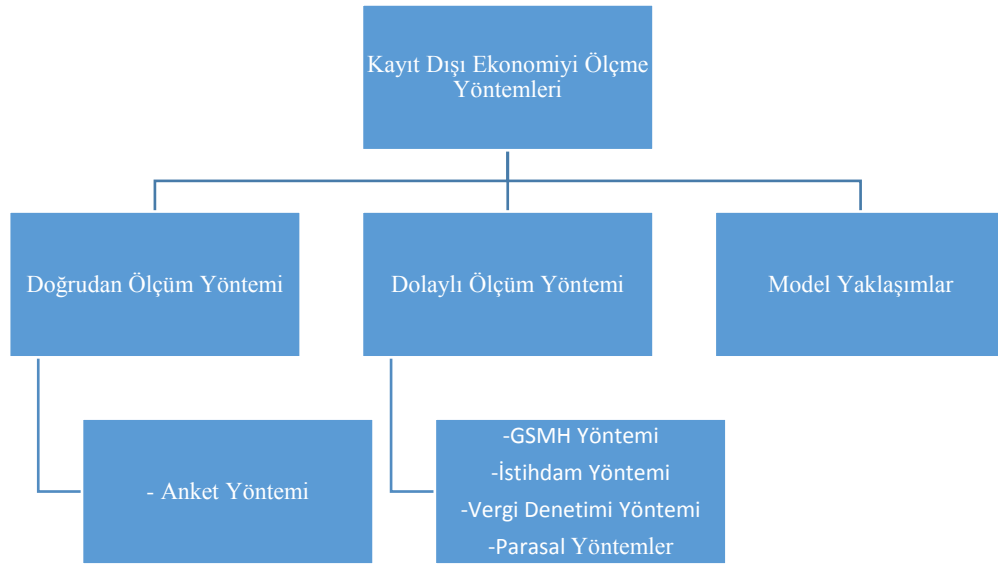 Kayıt Dışı Ekonomiyi Ölçme
Yöntemleri
Doğrudan Ölçüm Yöntemi
Dolaylı Ölçüm Yöntemi
Model Yaklaşımlar
- Anket Yöntemi
-GSMH Yöntemi
-İstihdam Yöntemi
-Vergi Denetimi Yöntemi
-Parasal Yöntemler